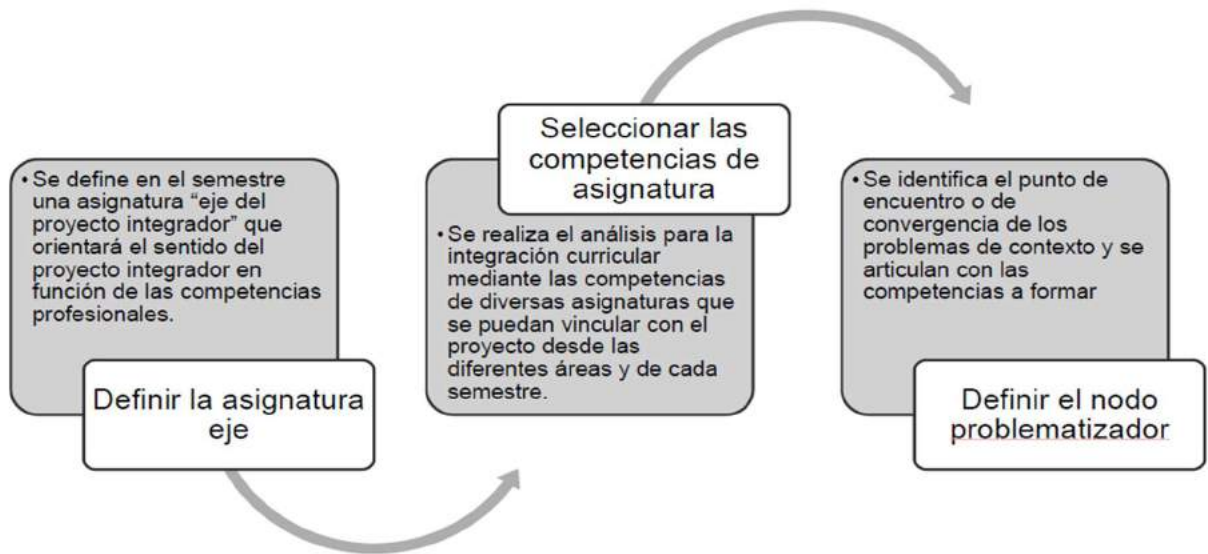 • Se define en el semestre
una asignatura “eje del
proyecto integrador” que
orientará el sentido del
proyecto integrador en
función de las competencias
profesionales.
Definir la asignatura
eje
Seleccionar las
competencias de
asignatura
• Se realiza el análisis para la
integración curricular
mediante las competencias
de diversas asignaturas que
se puedan vincular con el
proyecto desde las
diferentes áreas y de cada
semestre.
• Se identifica el punto de
encuentro o de
convergencia de los
problemas de contexto y se
articulan con las
competencias a formar
Definir el nodo
problematizador